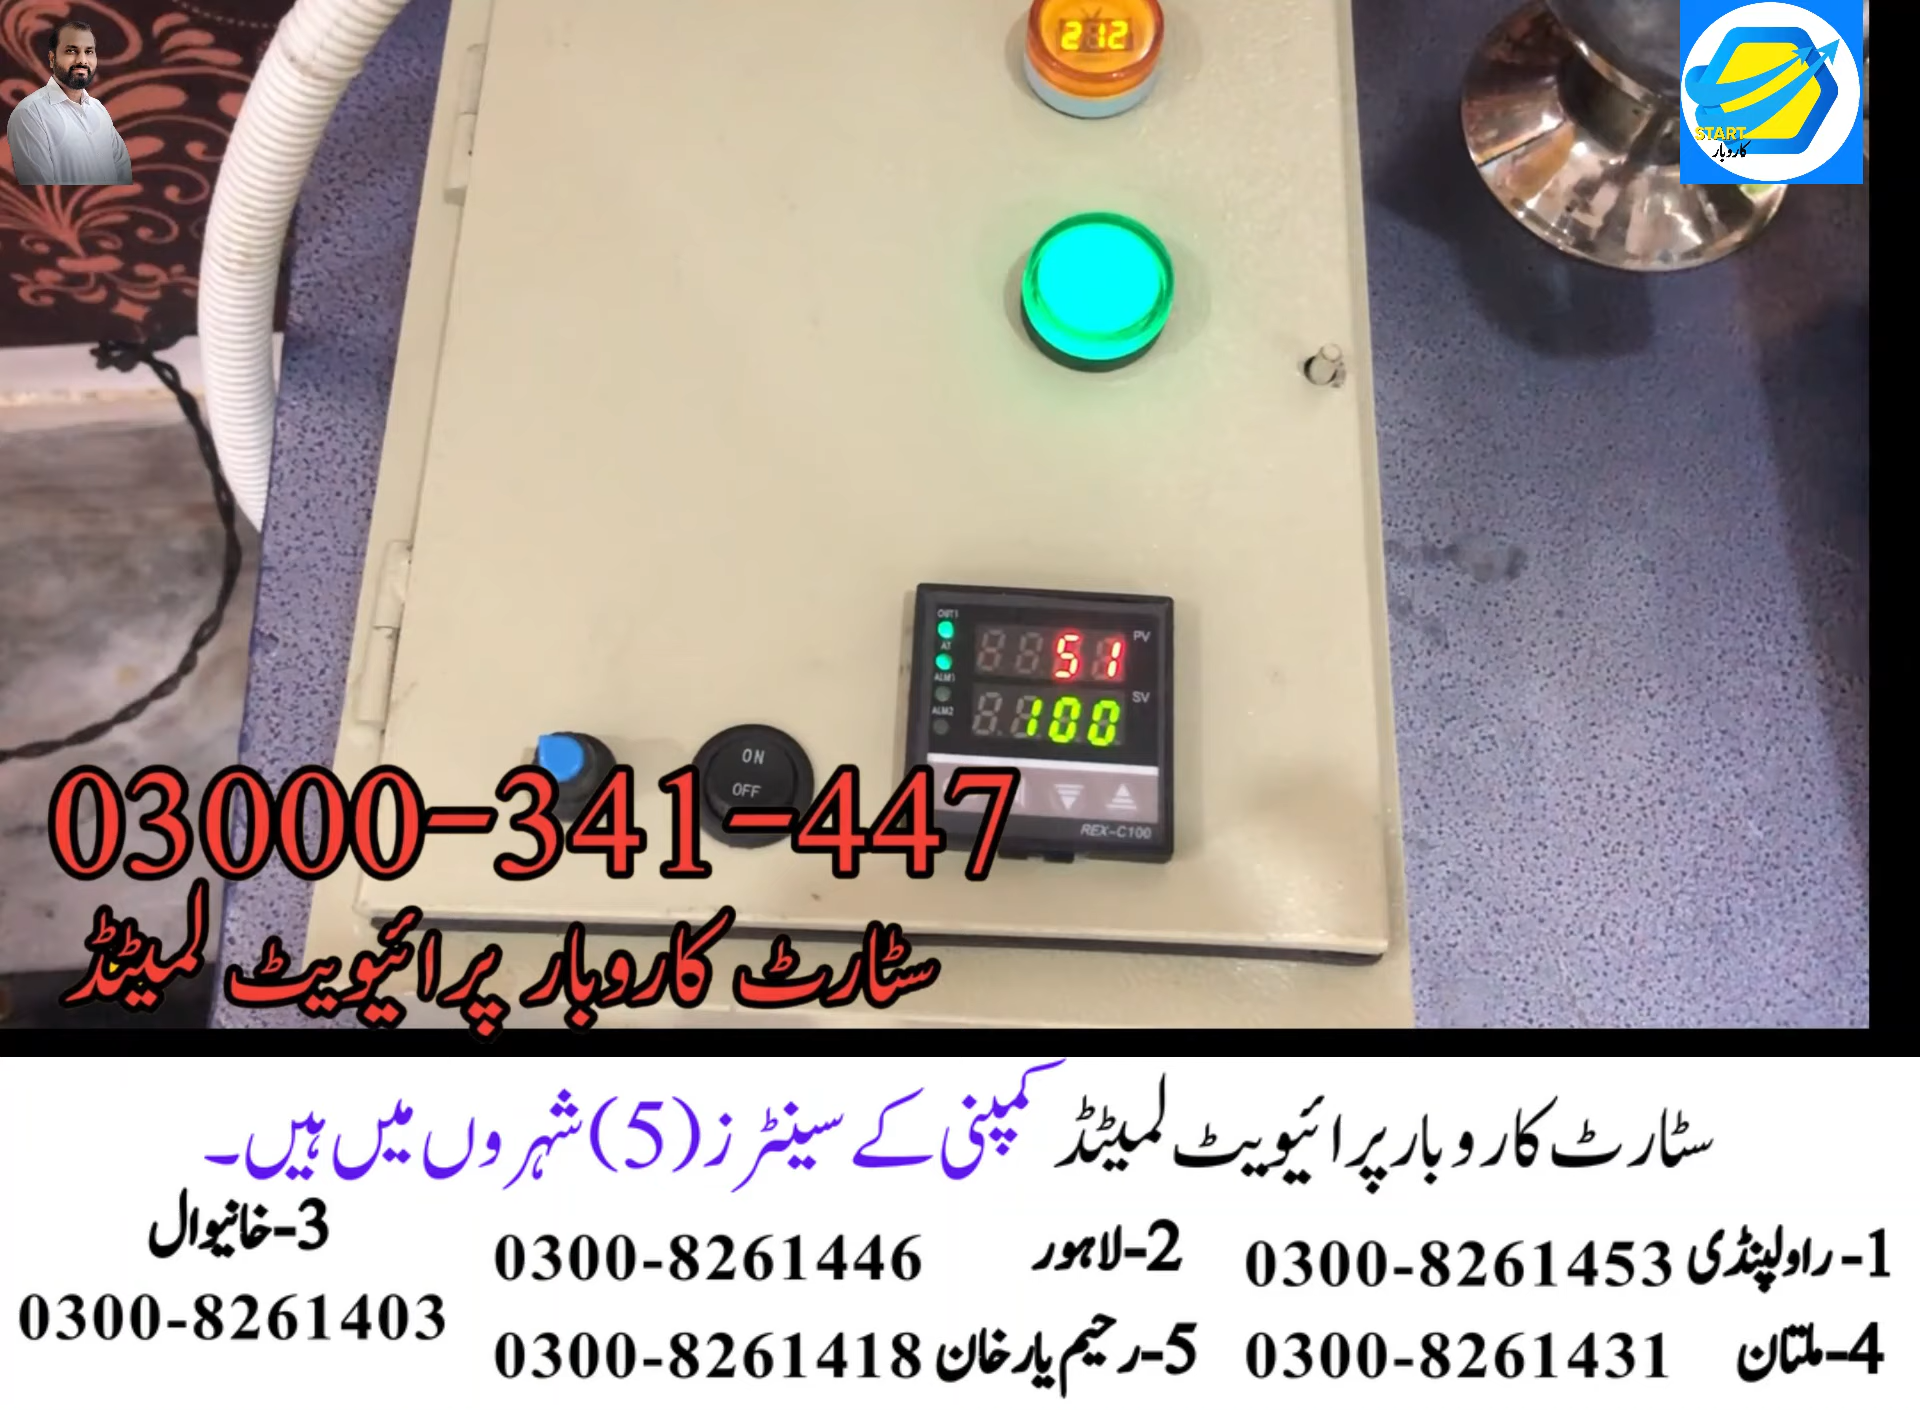 212
START
کاروبار
OUT1
AT
ALM1
ALM2
51 PV
100 SV
ON
OFF
REX-C100
03000-341-447
سٹارٹ کاروبار پرائیویٹ لمیٹڈ
سٹارٹ کاروبار پرائیویٹ لمیٹڈ کمپنی کے سینٹرز (5) شہروں میں ہیں۔
1- راولپنڈی 0300-8261453
2-لاہور 0300-8261446
3-خانیوال
0300-8261403
4-ملتان 0300-8261431
5-رحیم یار خان 0300-8261418